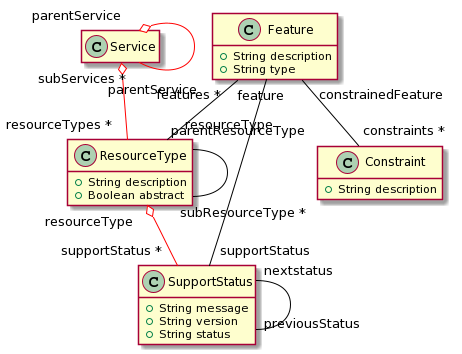 parentService
C Service
C Feature
String description
String type
subServices *
parentService
features *
feature
constrainedFeature
resourceTypes *
resourceType
parentResourceType
constraints *
C ResourceType
String description
Boolean abstract
C Constraint
String description
resourceType
subResourceType *
supportStatus *
supportStatus
C SupportStatus
String message
String version
String status
nextstatus
previousStatus